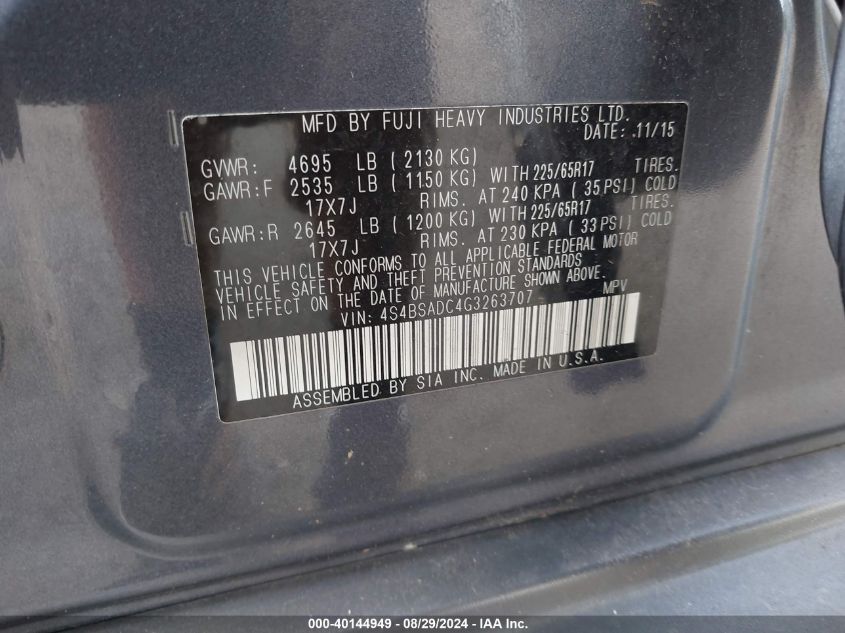 MFD BY FUJI HEAVY INDUSTRIES LTD.
DATE: .11/15
GVWR: 4695 LB ( 2130 KG)
GAWR:F 2535 LB ( 1150 KG) WITH 225/65R17 TIRES.
17X7J RIMS. AT 240 KPA ( 35 PSI) COLD
GAWR:R 2645 LB ( 1200 KG) WITH 225/65R17 TIRES.
17X7J RIMS. AT 230 KPA ( 33 PSI) COLD
THIS VEHICLE CONFORMS TO ALL APPLICABLE FEDERAL MOTOR
VEHICLE SAFETY AND THEFT PREVENTION STANDARDS
IN EFFECT ON THE DATE OF MANUFACTURE SHOWN ABOVE.
VIN: 4S4BSADC4G3263707 MPV
ASSEMBLED BY SIA INC. MADE IN U.S.A.
000-40144949 - 08/29/2024 - IAA Inc.